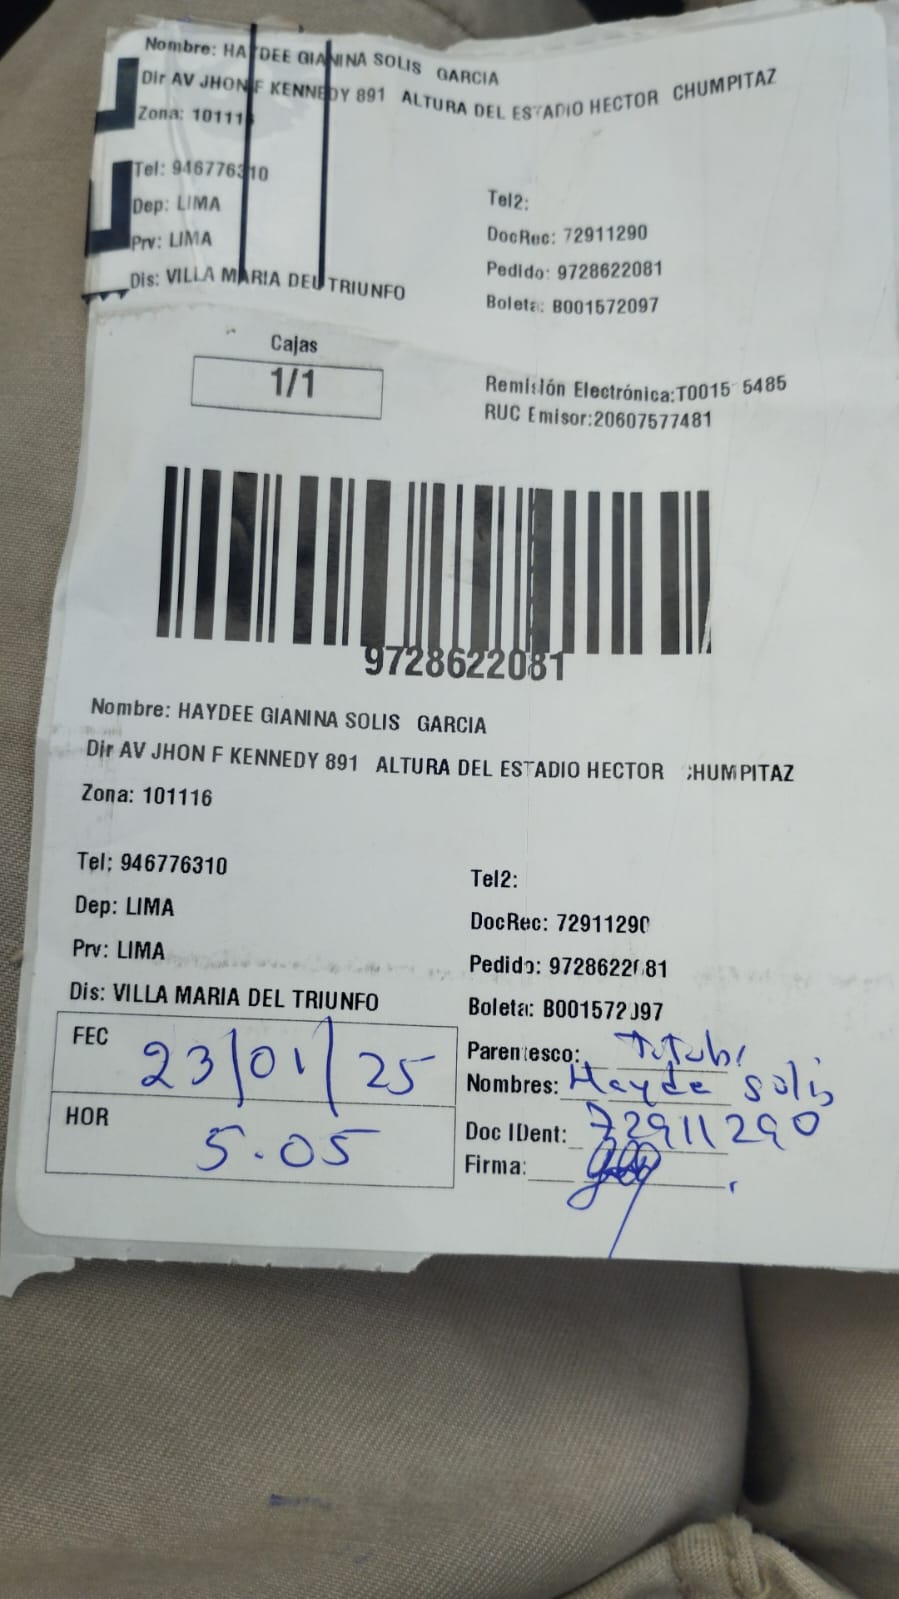 Nombre: HAYDEE GIANINA SOLIS GARCIA
Dir AV JHON F KENNEDY 891 ALTURA DEL ESTADIO HECTOR CHUMPITAZ
Zona: 10111
Tel: 946776310
Dep: LIMA
Prv: LIMA
Dis: VILLA MARIA DEL TRIUNFO
Tel2:
DocRec: 72911290
Pedido: 9728622081
Boleta: B001572097
Cajas
1/1
Remisión Electrónica:T0015 5485
RUC Emisor:20607577481
9728622081
Nombre: HAYDEE GIANINA SOLIS GARCIA
Dir AV JHON F KENNEDY 891 ALTURA DEL ESTADIO HECTOR CHUMPITAZ
Zona: 101116
Tel: 946776310
Dep: LIMA
Prv: LIMA
Dis: VILLA MARIA DEL TRIUNFO
Tel2:
DocRec: 72911290
Pedido: 9728622081
Boleta: B001572097
FEC 23/01/25
HOR 5.05
Parentesco:
Nombres: Hayde Solis
Doc IDent: 72911290
Firma: